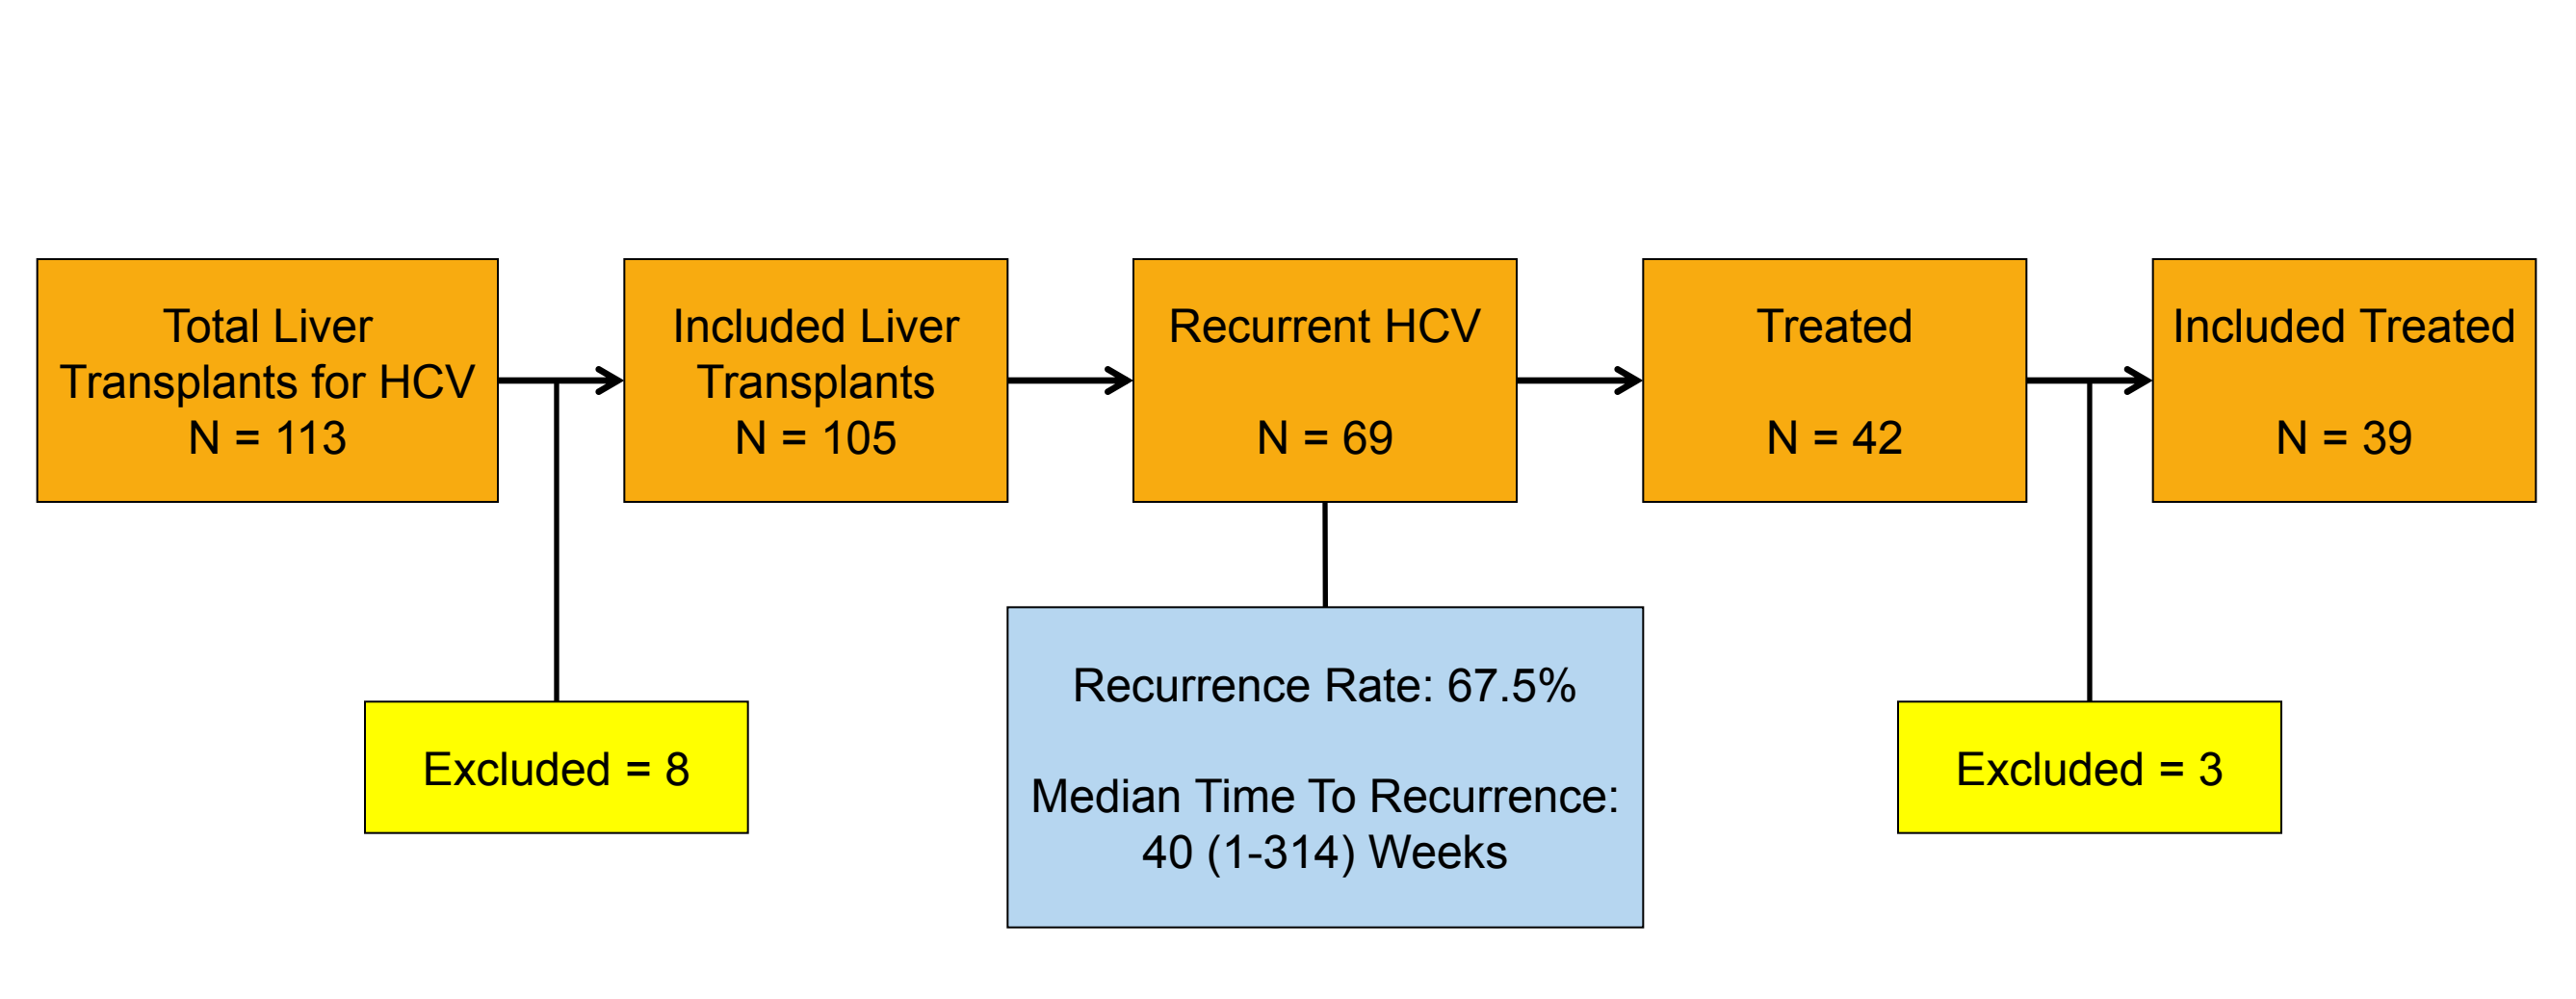 Total Liver
Transplants for HCV
N = 113
Included Liver
Transplants
N = 105
Recurrent HCV
N = 69
Treated
N = 42
Included Treated
N = 39
Excluded = 8
Recurrence Rate: 67.5%
Median Time To Recurrence:
40 (1-314) Weeks
Excluded = 3